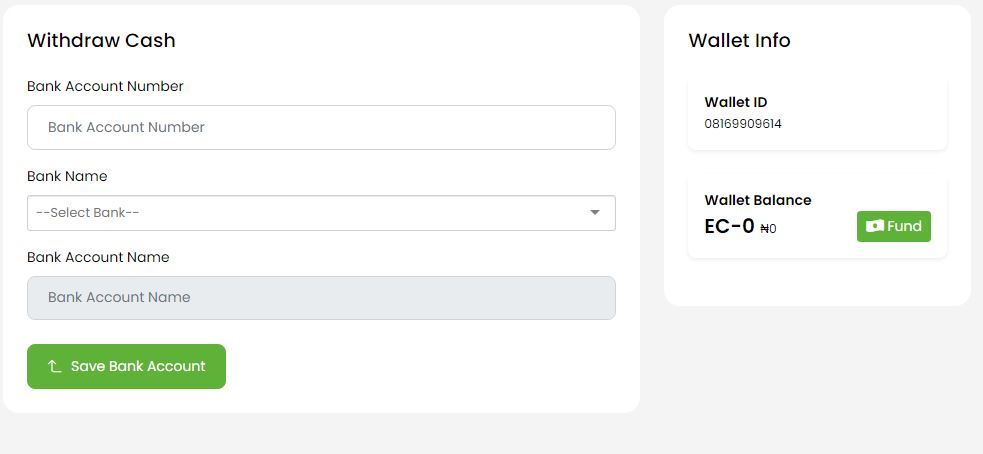 Withdraw Cash
Bank Account Number
Bank Account Number
Bank Name
--Select Bank--
Bank Account Name
Bank Account Name
Save Bank Account
Wallet Info
Wallet ID
08169909614
Wallet Balance
EC-0 ₦0
Fund